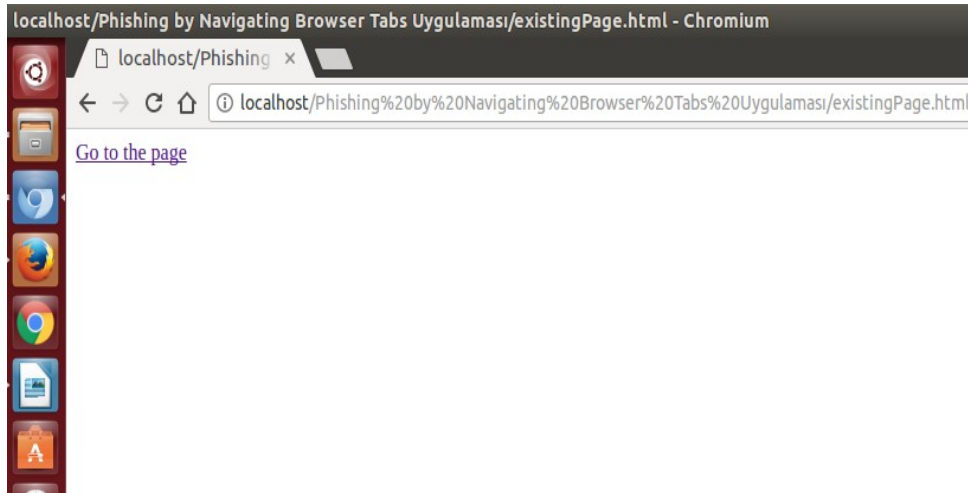 localhost/Phishing by Navigating Browser Tabs Uygulaması/existingPage.html - Chromium
localhost/Phishing
localhost/Phishing%20by%20Navigating%20Browser%20Tabs%20Uygulaması/existingPage.html
Go to the page